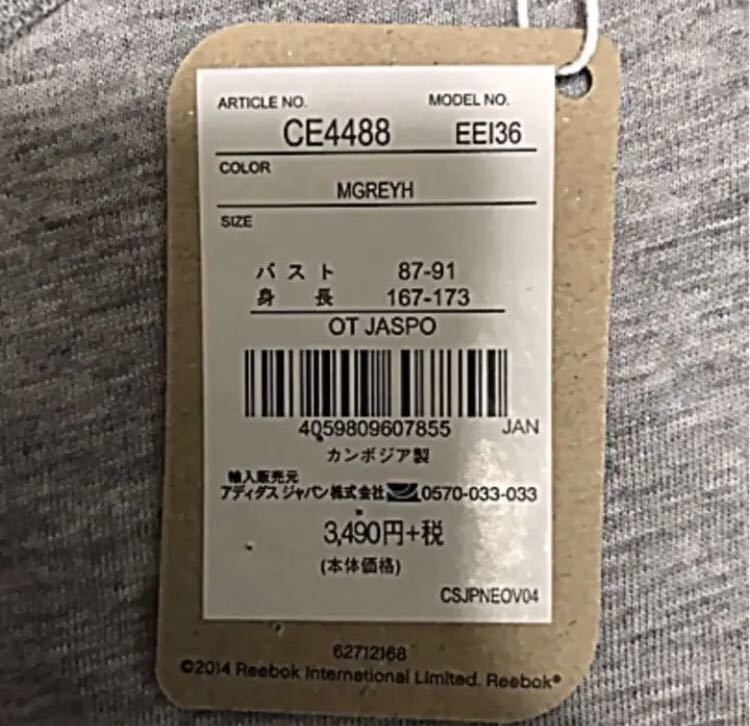 ARTICLE NO. MODEL NO.
CE4488 EEI36
COLOR
MGREYH
SIZE
バスト 87-91
身長 167-173
OT JASPO
4059809607855 JAN
カンボジア製
輸入販売元
アディダス ジャパン株式会社 0570-033-033
3,490円+税
(本体価格)
CSJPNEOV04
62712168
©2014 Reebok International Limited. Reebok®